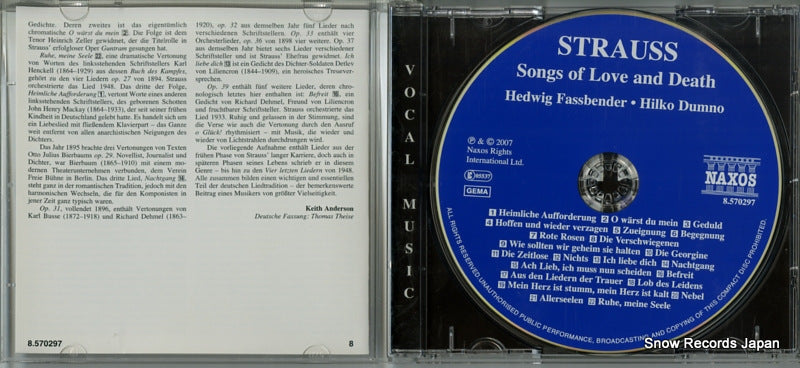 Gedichte. Deren zweites ist das eigentümlich
chromatische O wärst du mein 2. Die Folge ist dem
Tenor Heinrich Zeller gewidmet, der die Titelrolle in
Strauss' erfolgloser Oper Guntram gesungen hat.
Ruhe, meine Seele 22, eine dramatische Vertonung
von Worten des linksstehenden Schriftstellers Karl
Henckell (1864–1929) aus dessen Buch des Kampfes,
gehört zu den vier Liedern op. 27 von 1894. Strauss
orchestrierte das Lied 1948. Das dritte der Folge,
Heimliche Aufforderung 1, vertont Worte eines anderen
linksstehenden Schriftstellers, des geborenen Schotten
John Henry Mackay (1864–1933), der seit seiner frühen
Kindheit in Deutschland gelebt hatte. Es handelt sich um
ein Liebeslied mit fließendem Klavierpart – das Ganze
weit entfernt von allen anarchistischen Neigungen des
Dichters.
Das Jahr 1895 brachte drei Vertonungen von Texten
Otto Julius Bierbaums op. 29. Novellist, Journalist und
Dichter, war Bierbaum (1865–1910) mit einem modernen
Theaterunternehmen verbunden, dem Verein
Freie Bühne in Berlin. Das dritte Lied, Nachtgang 14,
steht ganz in der romantischen Tradition, jedoch mit den
harmonischen Wechseln, die für den Komponisten in
jener Zeit ganz typisch waren.
Op. 31, vollendet 1896, enthält Vertonungen von
Karl Busse (1872–1918) und Richard Dehmel (1863–
1920), op. 32 aus demselben Jahr fünf Lieder nach
verschiedenen Schriftstellern. Op. 33 enthält vier
Orchesterlieder, op. 36 von 1898 vier weitere. Op. 37
aus demselben Jahr bietet sechs Lieder verschiedener
Schriftsteller und ist Strauss' Ehefrau gewidmet. Ich
liebe dich 13 ist ein Gedicht des Dichter-Soldaten Detlev
von Liliencron (1844–1909), ein heroisches Treueversprechen.
Op. 39 enthält fünf weitere Lieder, deren chronologisch
letztes hier enthalten ist: Befreit 16, ein
Gedicht von Richard Dehmel, Freund von Liliencron
und fruchtbarer Schriftsteller. Strauss orchestrierte das
Lied 1933. Ruhig und gelassen in der Stimmung, sind
die Verse wie auch die Vertonung durch den Ausruf
o Glück! rhythmisiert – mit Musik, die wieder und
wieder von Lichtstrahlen durchdrungen wird.
Die vorliegende Aufnahme enthält Lieder aus der
frühen Phase von Strauss' langer Karriere, doch auch in
späteren Phasen seines Lebens schrieb er in diesem
Genre – bis hin zu den Vier letzten Liedern von 1948.
Alle zusammen bilden einen wichtigen und essentiellen
Teil der deutschen Liedtradition – der bemerkenswerte
Beitrag eines Musikers von größter Vielseitigkeit.
Keith Anderson
Deutsche Fassung: Thomas Theise
8.570297
8
VOCAL MUSIC
STRAUSS
Songs of Love and Death
Hedwig Fassbender • Hilko Dumno
℗ & © 2007
Naxos Rights
International Ltd.
GEMA
NAXOS
8.570297
1 Heimliche Aufforderung 2 O wärst du mein 3 Geduld
4 Hoffen und wieder verzagen 5 Zueignung 6 Begegnung
7 Rote Rosen 8 Die Verschwiegenen
9 Wie sollten wir geheim sie halten 10 Die Georgine
11 Die Zeitlose 12 Nichts 13 Ich liebe dich 14 Nachtgang
15 Ach Lieb, ich muss nun scheiden 16 Befreit
17 Aus den Liedern der Trauer 18 Lob des Leidens
19 Mein Herz ist stumm, mein Herz ist kalt 20 Nebel
21 Allerseelen 22 Ruhe, meine Seele
ALL RIGHTS RESERVED. UNAUTHORISED PUBLIC PERFORMANCE, BROADCASTING AND COPYING OF THIS COMPACT DISC PROHIBITED.
Snow Records Japan